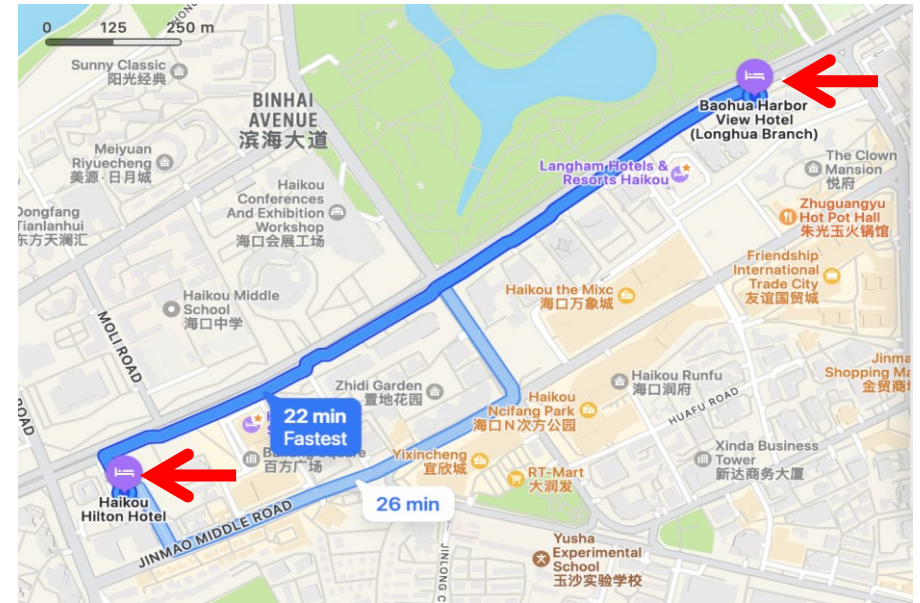 0 125 250 m
HONG
Sunny Classic
阳光经典
BINHAI
AVENUE
滨海大道
Baohua Harbor
View Hotel
(Longhua Branch)
Meiyuan
Riyuecheng
美源·日月城
Langham Hotels &
Resorts Haikou
The Clown
Mansion
悦府
Haikou
Conferences
And Exhibition
Workshop
海口会展工场
Dongfang
Tianlanhui
东方天澜汇
Zhuguangyu
Hot Pot Hall
朱光玉火锅馆
Friendship
International
Trade City
友谊国贸城
Haikou Middle
School
海口中学
Haikou the Mixc
海口万象城
MOLI ROAD
Jinma
Shopping Ma
金贸商
Zhidi Garden
置地花园
Haikou Runfu
海口润府
Haikou
Ncifang Park
海口N次方公园
HUAFU ROAD
ROAD
22 min
Fastest
百方广场
Yixincheng
宜欣城
Xinda Business
Tower
新达商务大厦
RT-Mart
大润发
Haikou
Hilton Hotel
26 min
JINMAO MIDDLE ROAD
JINLONG
Yusha
Experimental
School
玉沙实验学校